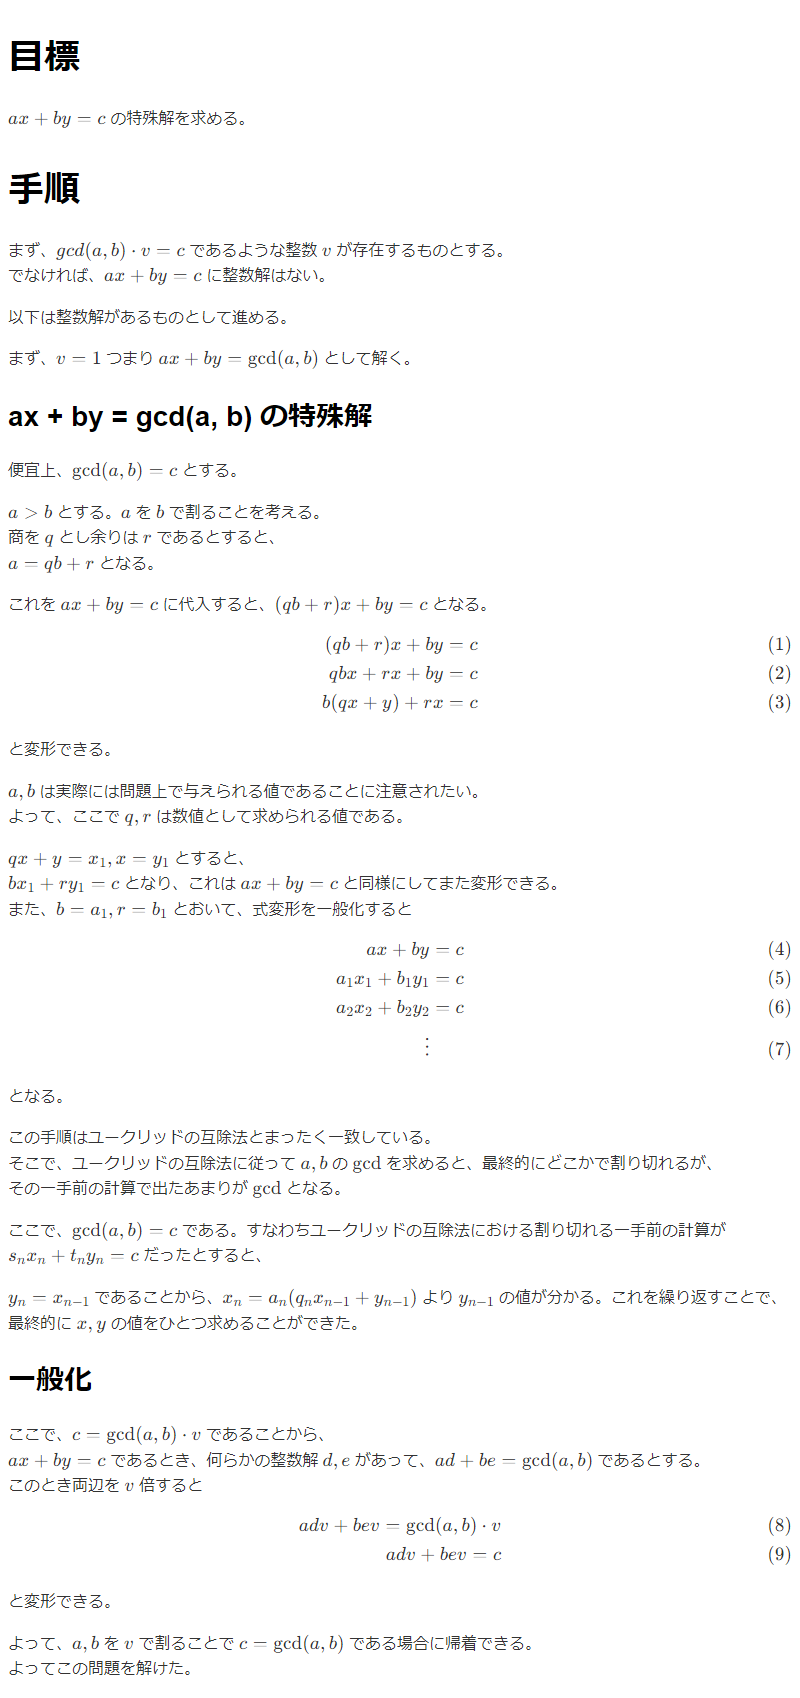 目標
ax + by = c の特殊解を求める。
手順
まず、gcd(a, b) · v = c であるような整数 v が存在するものとする。
でなければ、ax + by = c に整数解はない。
以下は整数解があるものとして進める。
まず、v = 1 つまり ax + by = gcd(a, b) として解く。
ax + by = gcd(a, b) の特殊解
便宜上、gcd(a, b) = c とする。
a > b とする。a を b で割ることを考える。
商を q とし余りは r であるとすると、
a = qb + r となる。
これを ax + by = c に代入すると、(qb + r)x + by = c となる。
(qb + r)x + by = c (1)
qbx + rx + by = c (2)
b(qx + y) + rx = c (3)
と変形できる。
a, b は実際には問題上で与えられる値であることに注意されたい。
よって、ここで q, r は数値として求められる値である。
qx + y = x₁, x = y₁ とすると、
bx₁ + ry₁ = c となり、これは ax + by = c と同様にしてまた変形できる。
また、b = a₁, r = b₁ とおいて、式変形を一般化すると
ax + by = c (4)
a₁x₁ + b₁y₁ = c (5)
a₂x₂ + b₂y₂ = c (6)
⋮ (7)
となる。
この手順はユークリッドの互除法とまったく一致している。
そこで、ユークリッドの互除法に従って a, b の gcd を求めると、最終的にどこかで割り切れるが、
その一手前の計算で出たあまりが gcd となる。
ここで、gcd(a, b) = c である。すなわちユークリッドの互除法における割り切れる一手前の計算が
sₙxₙ + tₙyₙ = c だったとすると、
yₙ = xₙ₋₁ であることから、xₙ = aₙ(qₙxₙ₋₁ + yₙ₋₁) より yₙ₋₁ の値が分かる。これを繰り返すことで、
最終的に x, y の値をひとつ求めることができた。
一般化
ここで、c = gcd(a, b) · v であることから、
ax + by = c であるとき、何らかの整数解 d, e があって、ad + be = gcd(a, b) であるとする。
このとき両辺を v 倍すると
adv + bev = gcd(a, b) · v (8)
adv + bev = c (9)
と変形できる。
よって、a, b を v で割ることで c = gcd(a, b) である場合に帰着できる。
よってこの問題を解けた。